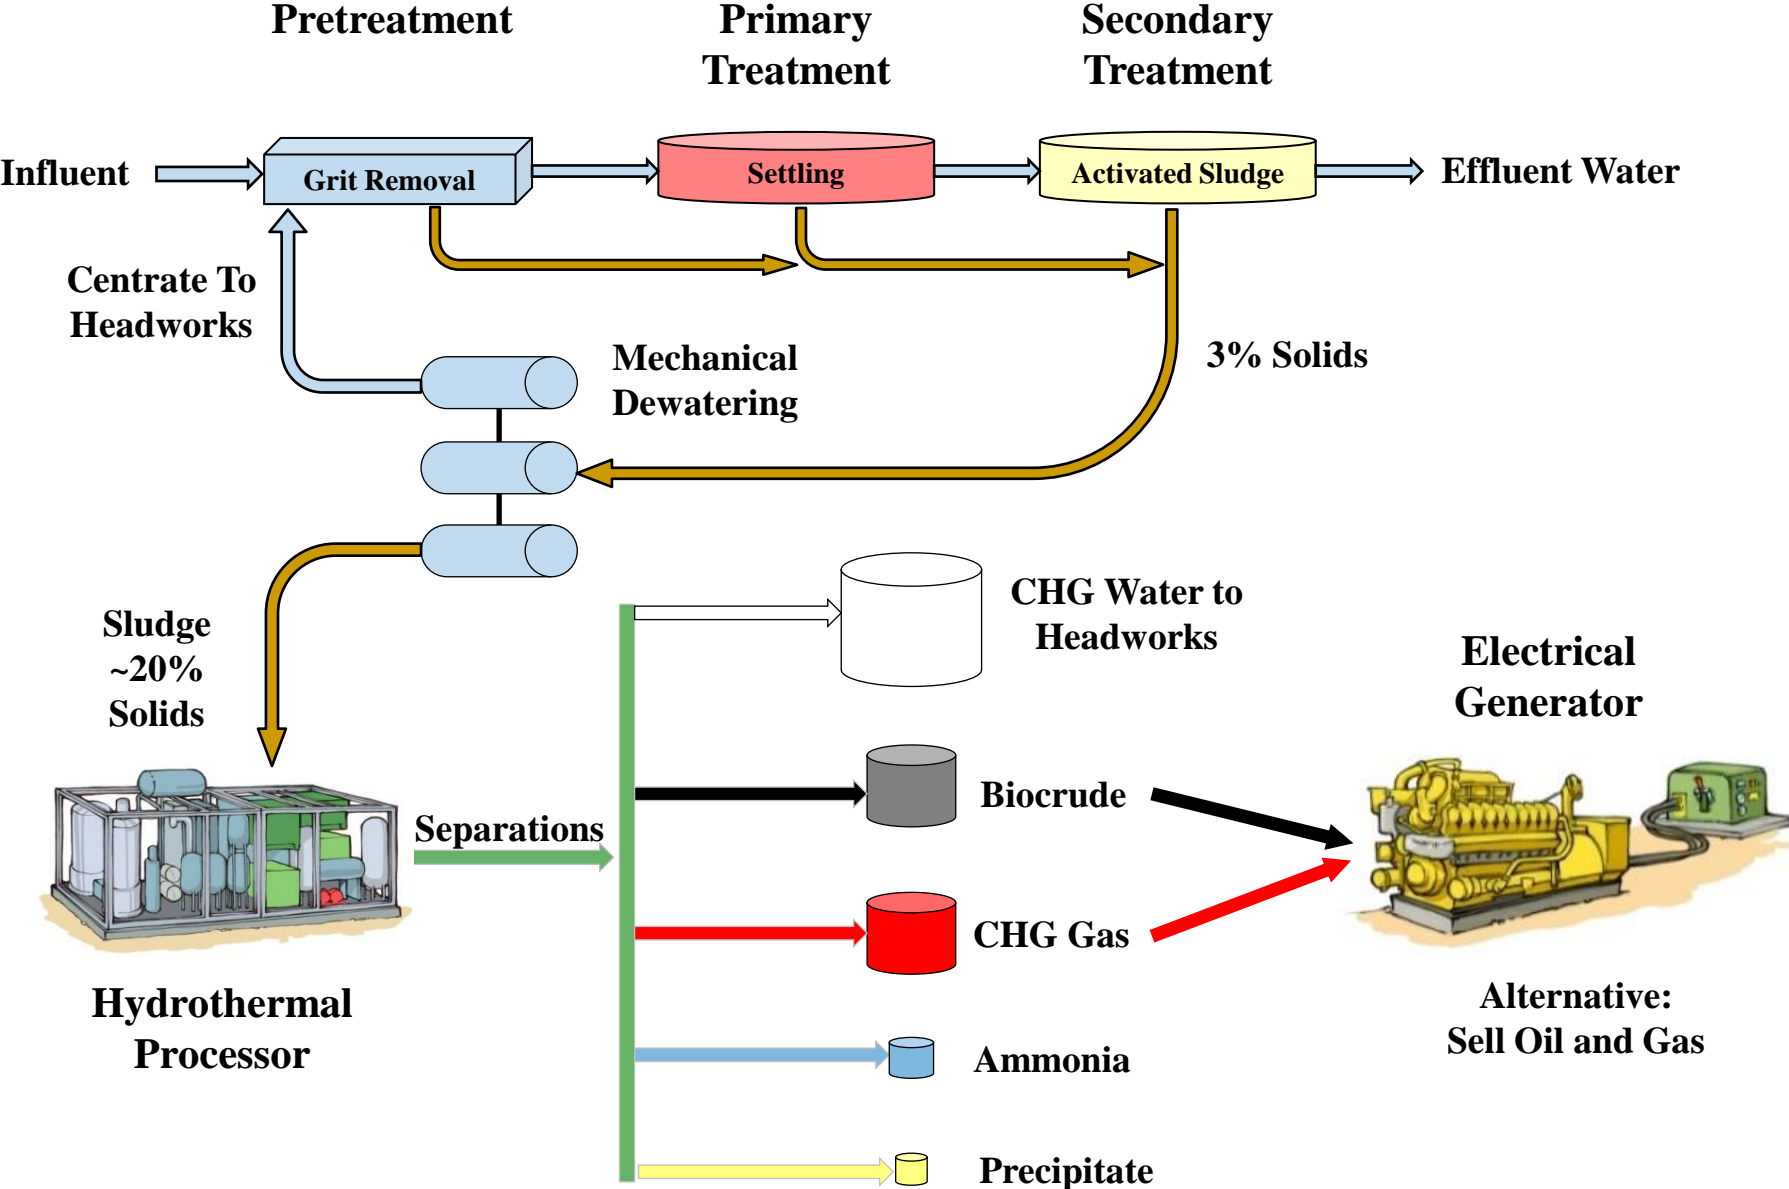 Pretreatment
Primary
Treatment
Secondary
Treatment
Influent
Grit Removal
Settling
Activated Sludge
Effluent Water
Centrate To
Headworks
Mechanical
Dewatering
3% Solids
Sludge
~20%
Solids
CHG Water to
Headworks
Electrical
Generator
Separations
Biocrude
CHG Gas
Hydrothermal
Processor
Alternative:
Sell Oil and Gas
Ammonia
Precipitate